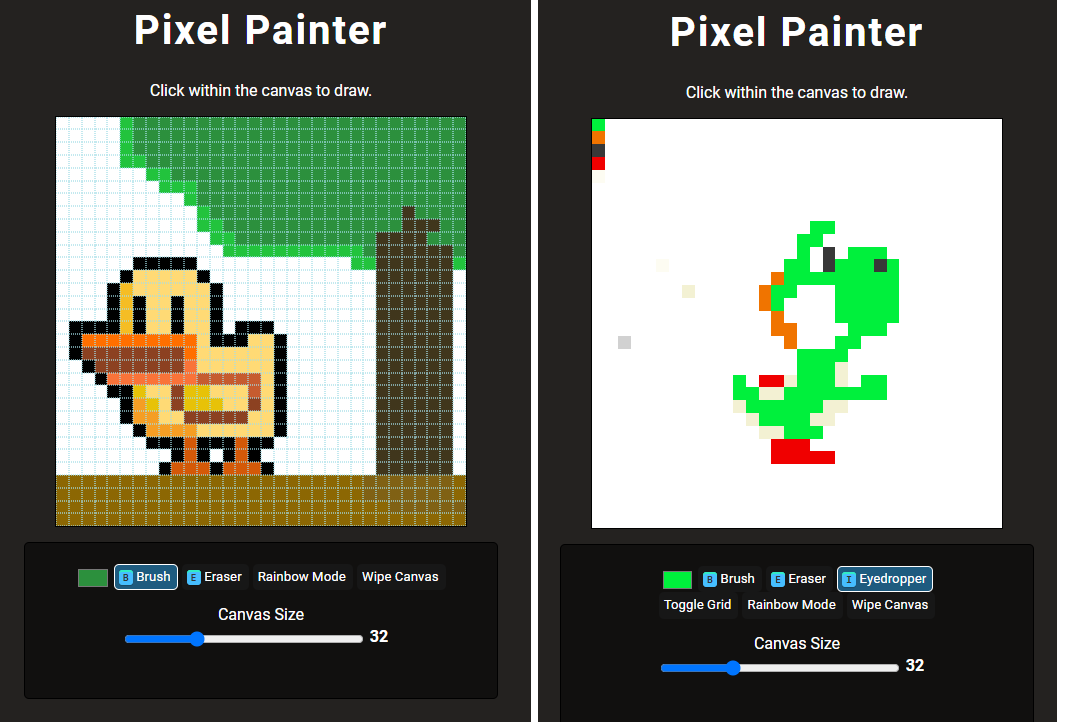 Pixel Painter
Click within the canvas to draw.
B Brush E Eraser Rainbow Mode Wipe Canvas
Canvas Size
32
Pixel Painter
Click within the canvas to draw.
B Brush E Eraser I Eyedropper
Toggle Grid Rainbow Mode Wipe Canvas
Canvas Size
32